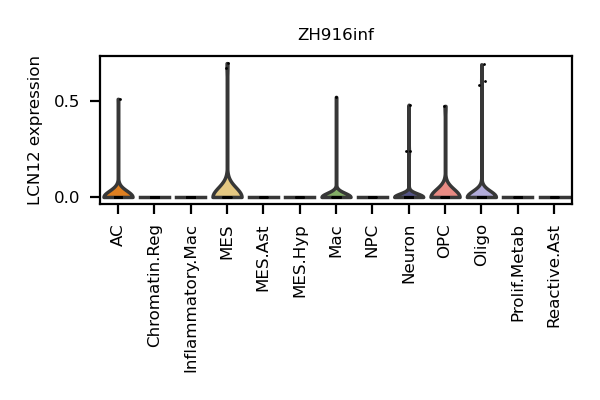 ZH916inf
LCN12 expression
0.5
0.0
AC
Chromatin.Reg
Inflammatory.Mac
MES
MES.Ast
MES.Hyp
Mac
NPC
Neuron
OPC
Oligo
Prolif.Metab
Reactive.Ast